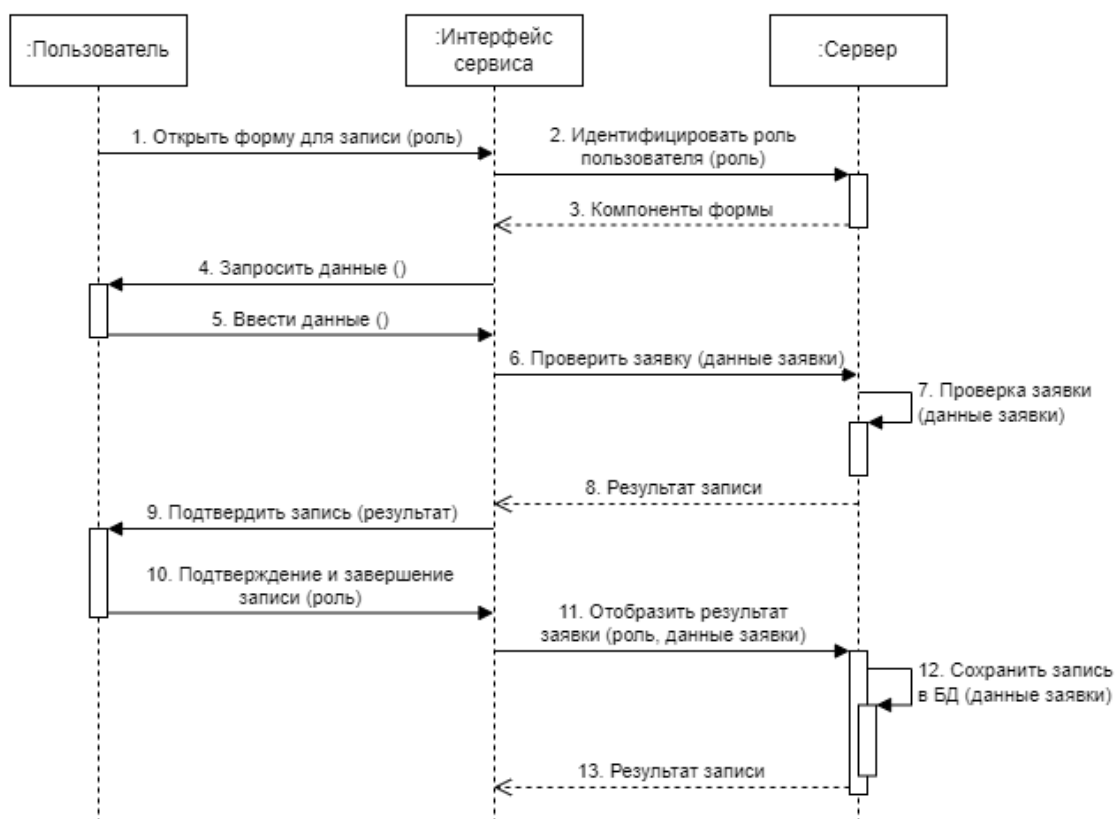 :Пользователь
:Интерфейс
сервиса
:Сервер
1. Открыть форму для записи (роль)
2. Идентифицировать роль
пользователя (роль)
3. Компоненты формы
4. Запросить данные ()
5. Ввести данные ()
6. Проверить заявку (данные заявки)
7. Проверка заявки
(данные заявки)
8. Результат записи
9. Подтвердить запись (результат)
10. Подтверждение и завершение
записи (роль)
11. Отобразить результат
заявки (роль, данные заявки)
12. Сохранить запись
в БД (данные заявки)
13. Результат записи